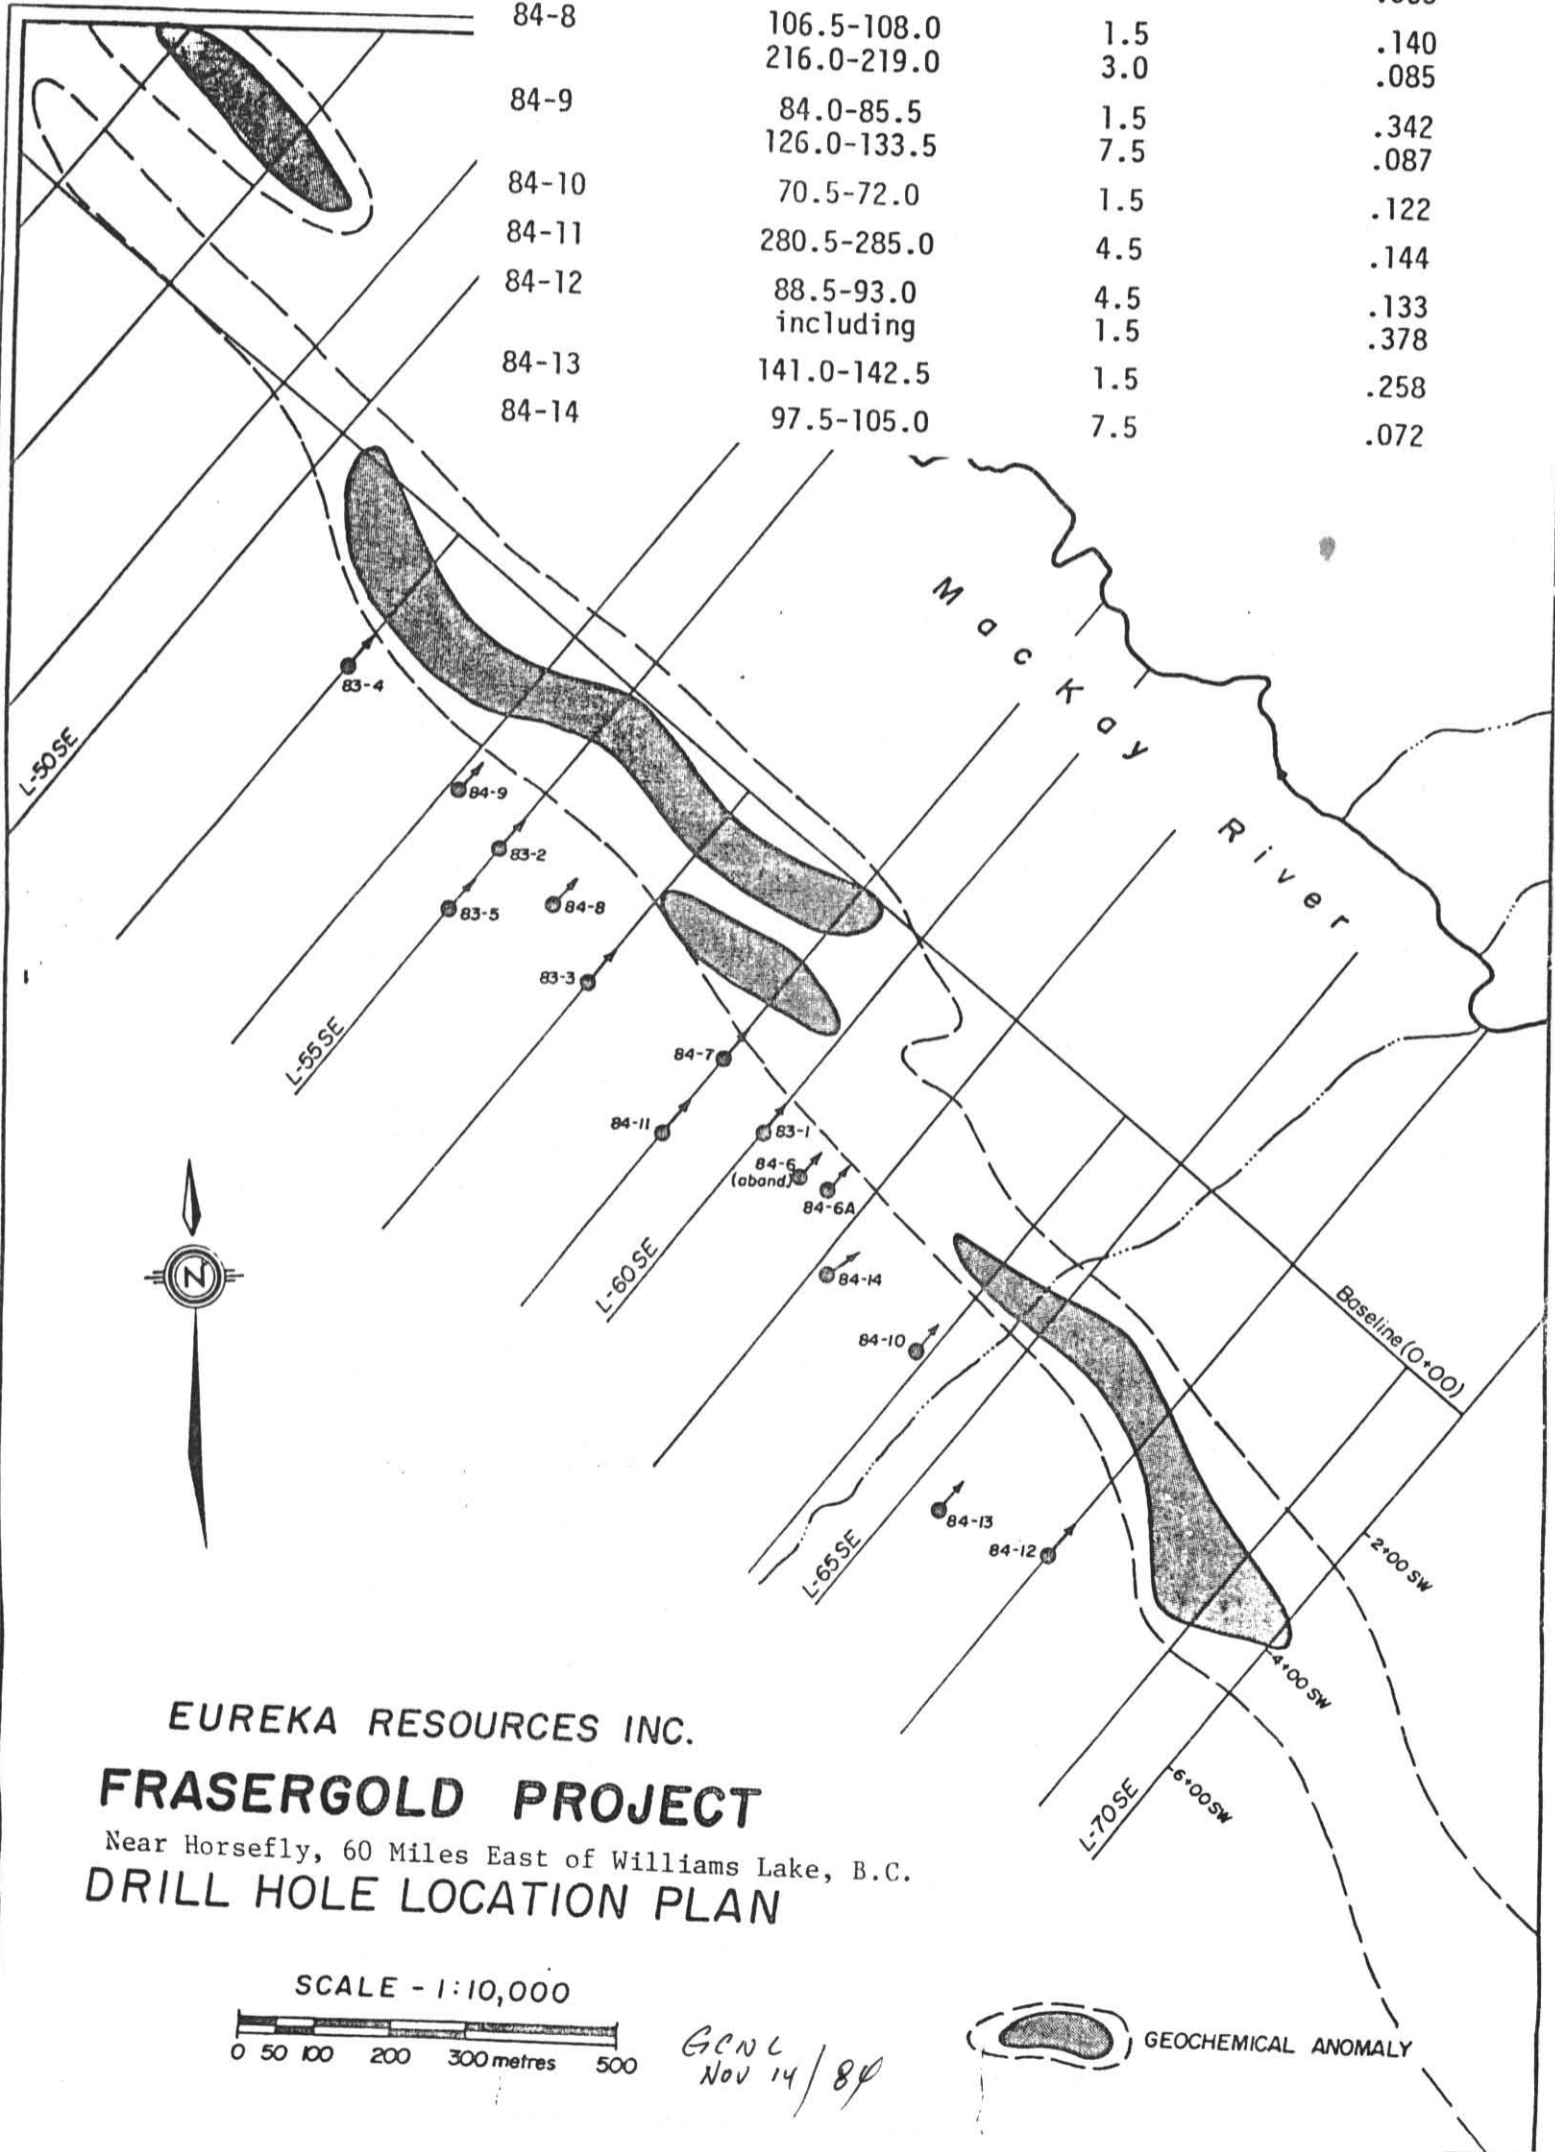 84-8 106.5-108.0 1.5 .140
216.0-219.0 3.0 .085
84-9 84.0-85.5 1.5 .342
126.0-133.5 7.5 .087
84-10 70.5-72.0 1.5 .122
84-11 280.5-285.0 4.5 .144
84-12 88.5-93.0 4.5 .133
including 1.5 .378
84-13 141.0-142.5 1.5 .258
84-14 97.5-105.0 7.5 .072
MacKay River
83-4
L-50SE
84-9
83-2
83-5
84-8
83-3
L-55SE
84-7
84-11
83-1
84-6
(aband)
84-6A
L-60SE
84-14
N
84-10
Baseline (0+00)
84-13
84-12
L-65SE
2+00 SW
4+00 SW
6+00 SW
L-70SE
EUREKA RESOURCES INC.
FRASERGOLD PROJECT
Near Horsefly, 60 Miles East of Williams Lake, B.C.
DRILL HOLE LOCATION PLAN
SCALE - 1:10,000
0 50 100 200 300 metres 500
GCNL
NOV 14/84
GEOCHEMICAL ANOMALY